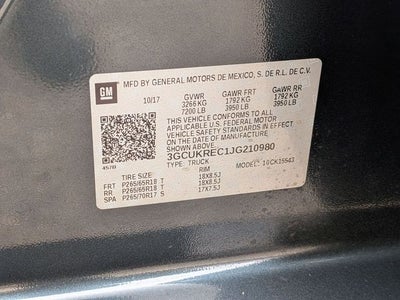 GM
MFD BY GENERAL MOTORS DE MEXICO, S. DE R.L. DE C.V.
10/17 GVWR GAWR FRT GAWR RR
3266 KG 1792 KG 1792 KG
7200 LB 3950 LB 3950 LB
THIS VEHICLE CONFORMS TO ALL
APPLICABLE U.S. FEDERAL MOTOR
VEHICLE SAFETY STANDARDS IN EFFECT
ON THE DATE OF MANUFACTURE
SHOWN ABOVE.
3GCUKREC1JG210980
TYPE: TRUCK MODEL: 10CK15543
TIRE SIZE RIM
FRT P265/65R18 T 18X8.5J
RR P265/65R18 T 18X8.5J
SPA P265/70R17 S 17X7.5J